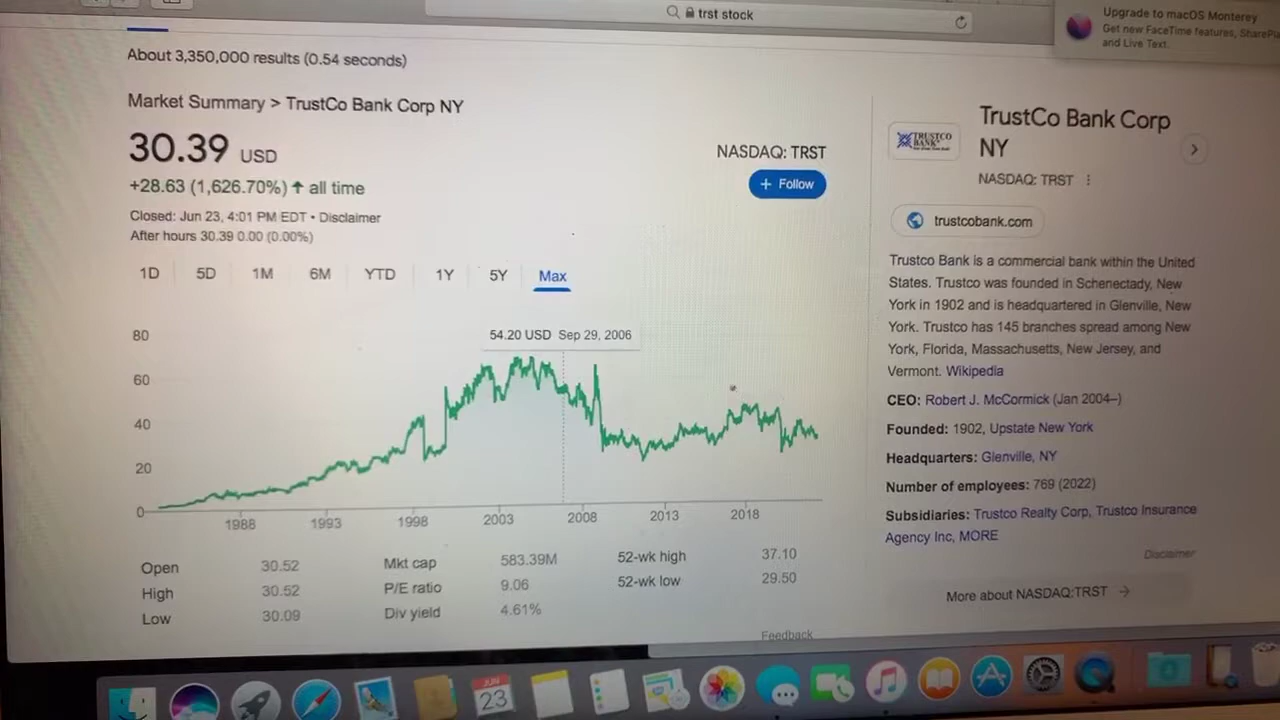 trst stock
Upgrade to macOS Monterey
Get new FaceTime features,
and Live Text.
About 3,350,000 results (0.54 seconds)
Market Summary > TrustCo Bank Corp NY
30.39 USD
+28.63 (1,626.70%) ↑ all time
Closed: Jun 23, 4:01 PM EDT • Disclaimer
After hours 30.39 0.00 (0.00%)
NASDAQ: TRST
+ Follow
1D 5D 1M 6M YTD 1Y 5Y Max
54.20 USD Sep 29, 2006
80
60
40
20
0
1988 1993 1998 2003 2008 2013 2018
Open 30.52 Mkt cap 583.39M 52-wk high 37.10
High 30.52 P/E ratio 9.06 52-wk low 29.50
Low 30.09 Div yield 4.61%
Feedback
TRUSTCO
BANK
TrustCo Bank Corp
NY
NASDAQ: TRST
trustcobank.com
Trustco Bank is a commercial bank within the United
States. Trustco was founded in Schenectady, New
York in 1902 and is headquartered in Glenville, New
York. Trustco has 145 branches spread among New
York, Florida, Massachusetts, New Jersey, and
Vermont. Wikipedia
CEO: Robert J. McCormick (Jan 2004–)
Founded: 1902, Upstate New York
Headquarters: Glenville, NY
Number of employees: 769 (2022)
Subsidiaries: Trustco Realty Corp, Trustco Insurance
Agency Inc, MORE
Disclaimer
More about NASDAQ:TRST →
JUN
23